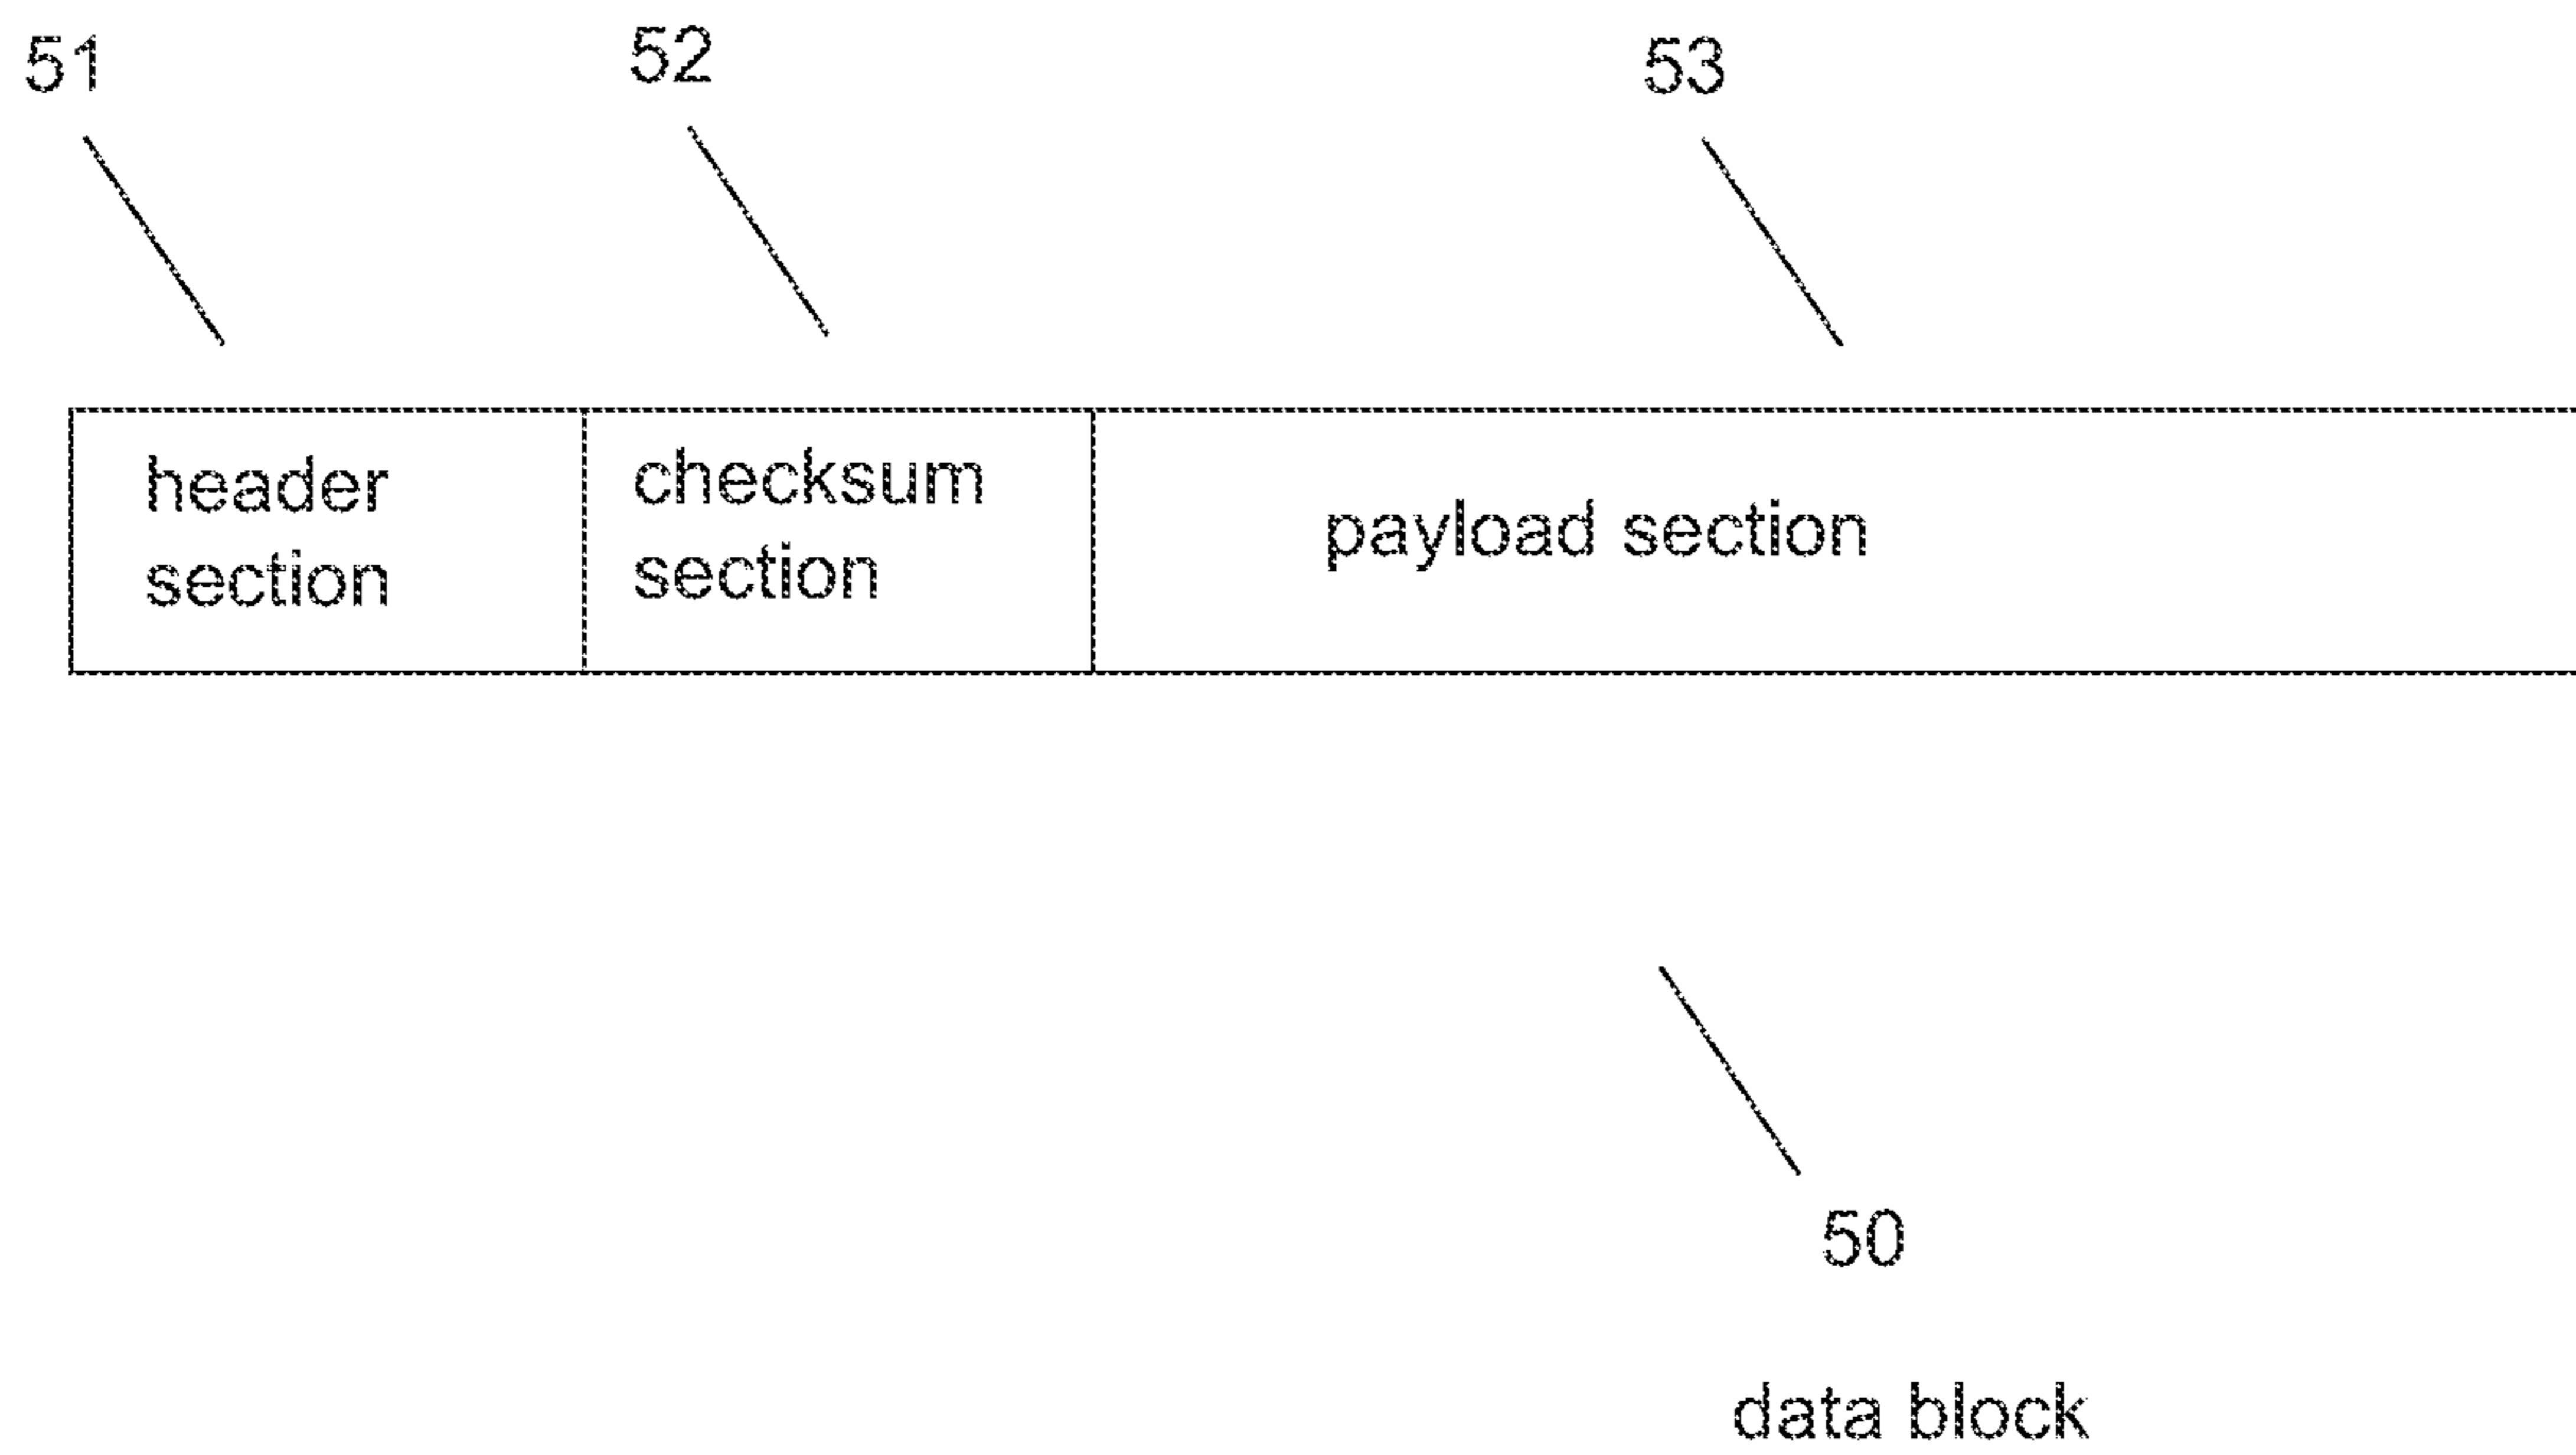 51
52
53
header
section
checksum
section
payload section
50
data block